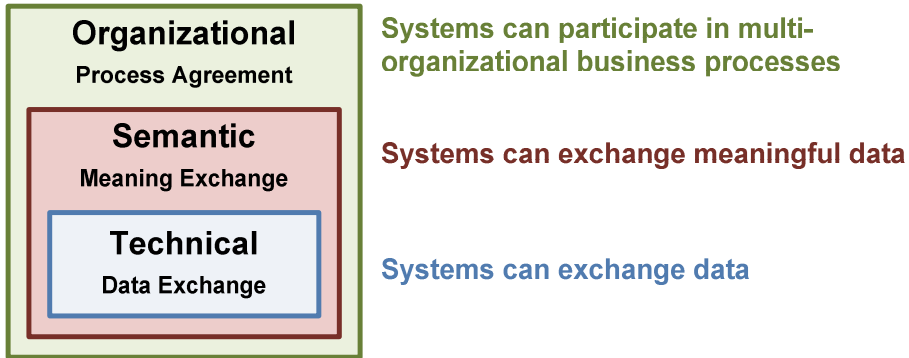 Organizational
Process Agreement
Systems can participate in multi-
organizational business processes
Semantic
Meaning Exchange
Systems can exchange meaningful data
Technical
Data Exchange
Systems can exchange data